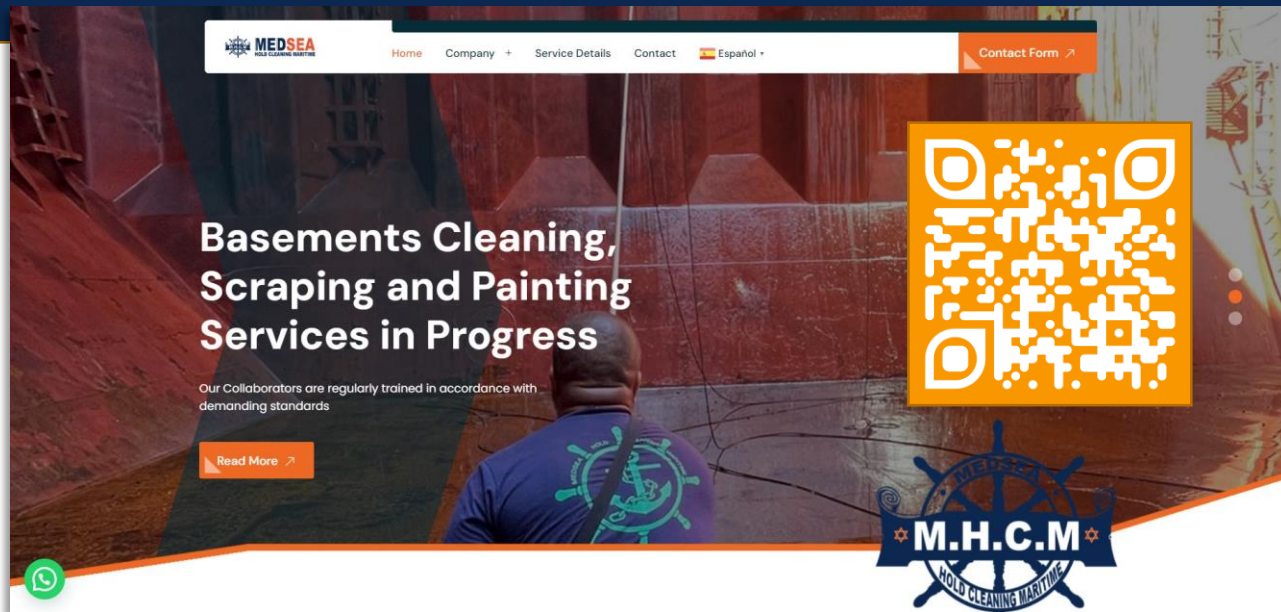 MEDSEA
HOLD CLEANING MARITIME
Home
Company +
Service Details
Contact
Español
Contact Form
Basements Cleaning,
Scraping and Painting
Services in Progress
Our Collaborators are regularly trained in accordance with
demanding standards
Read More
HOLD
MEDSEA
M.H.C.M
HOLD CLEANING MARITIME